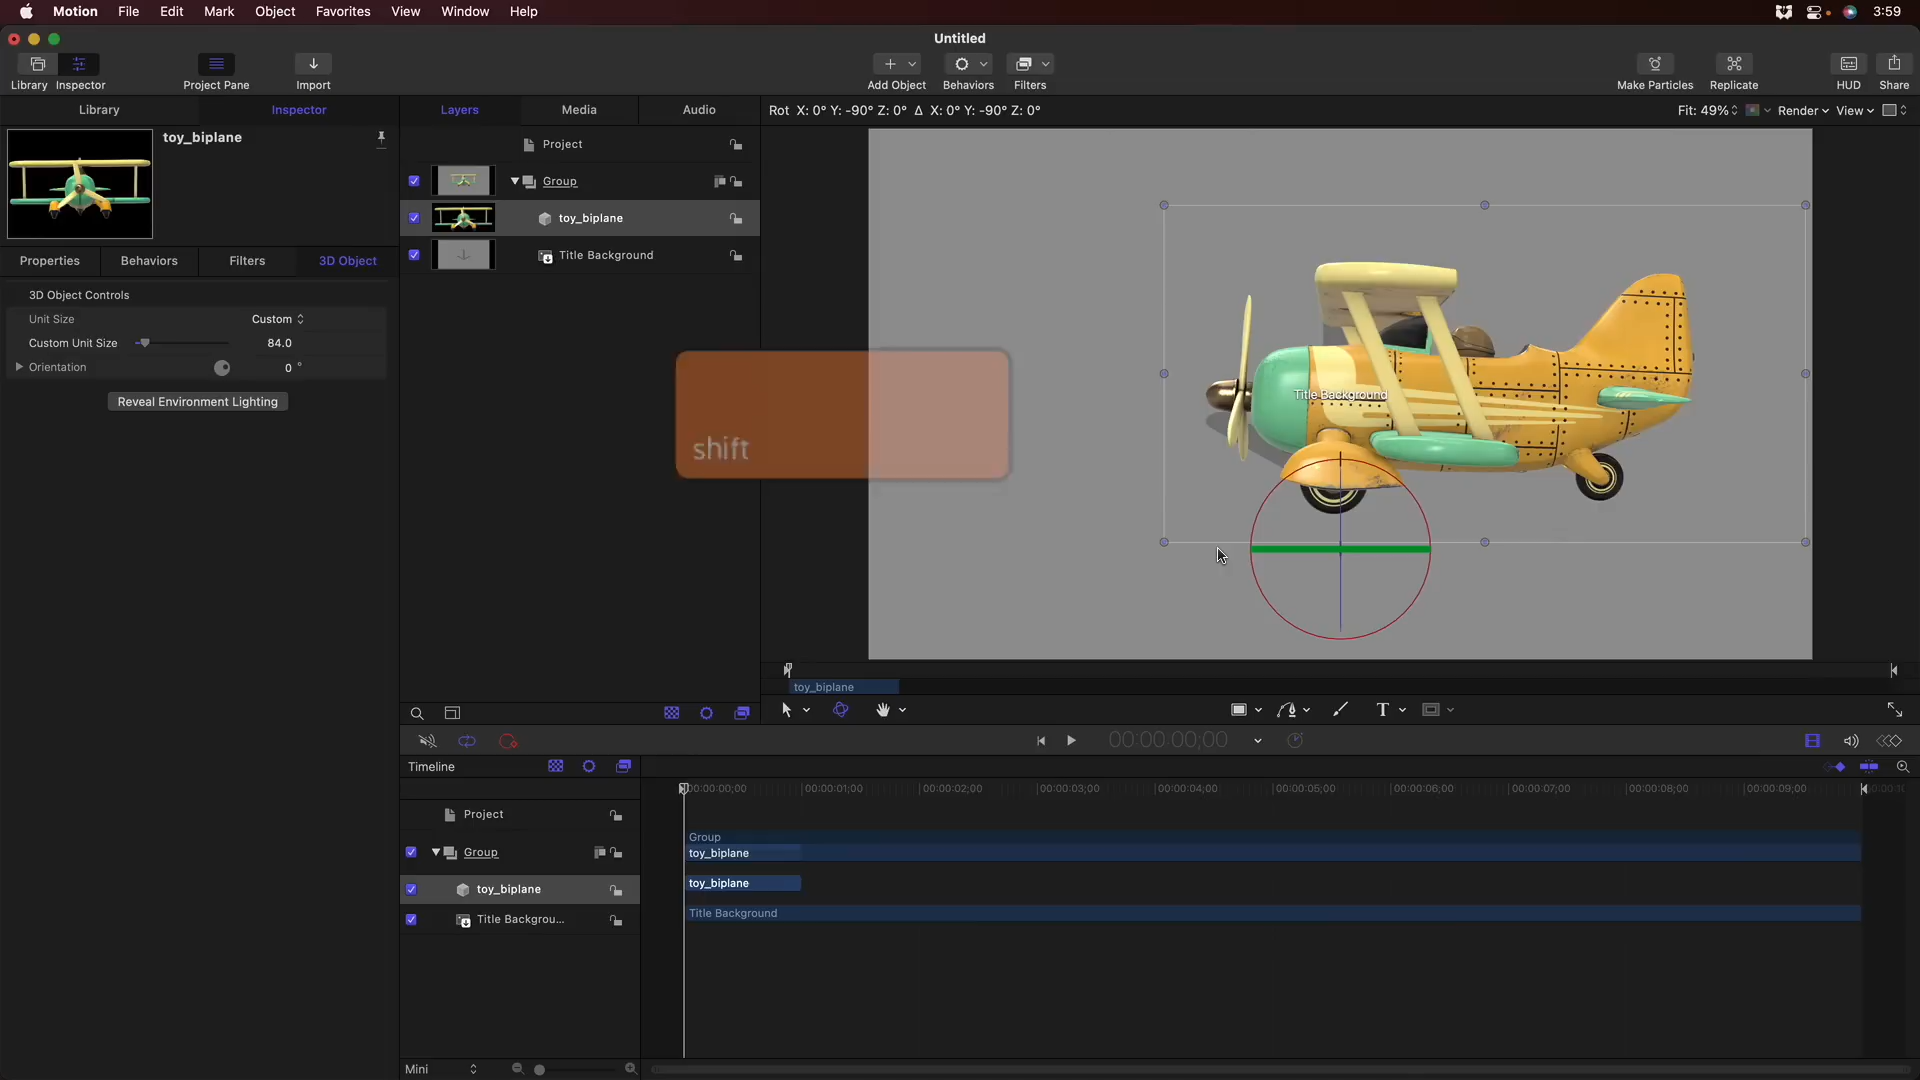 Motion File Edit Mark Object Favorites View Window Help 3:59
Untitled
Library Inspector Project Pane Import Add Object Behaviors Filters Make Particles Replicate HUD Share
Library Inspector Layers Media Audio Rot X: 0° Y: -90° Z: 0° Δ X: 0° Y: -90° Z: 0° Fit: 49% Render View
toy_biplane
Project
Group
toy_biplane
Title Background
Properties Behaviors Filters 3D Object
3D Object Controls
Unit Size Custom
Custom Unit Size 84.0
Orientation 0 °
Reveal Environment Lighting
shift
Title Background
toy_biplane
T
00:00:00;00
Timeline
00:00:00;00 00:00:01;00 00:00:02;00 00:00:03;00 00:00:04;00 00:00:05;00 00:00:06;00 00:00:07;00 00:00:08;00 00:00:09;00
Project
Group
Group
toy_biplane
toy_biplane
toy_biplane
Title Backgrou...
Title Background
Mini